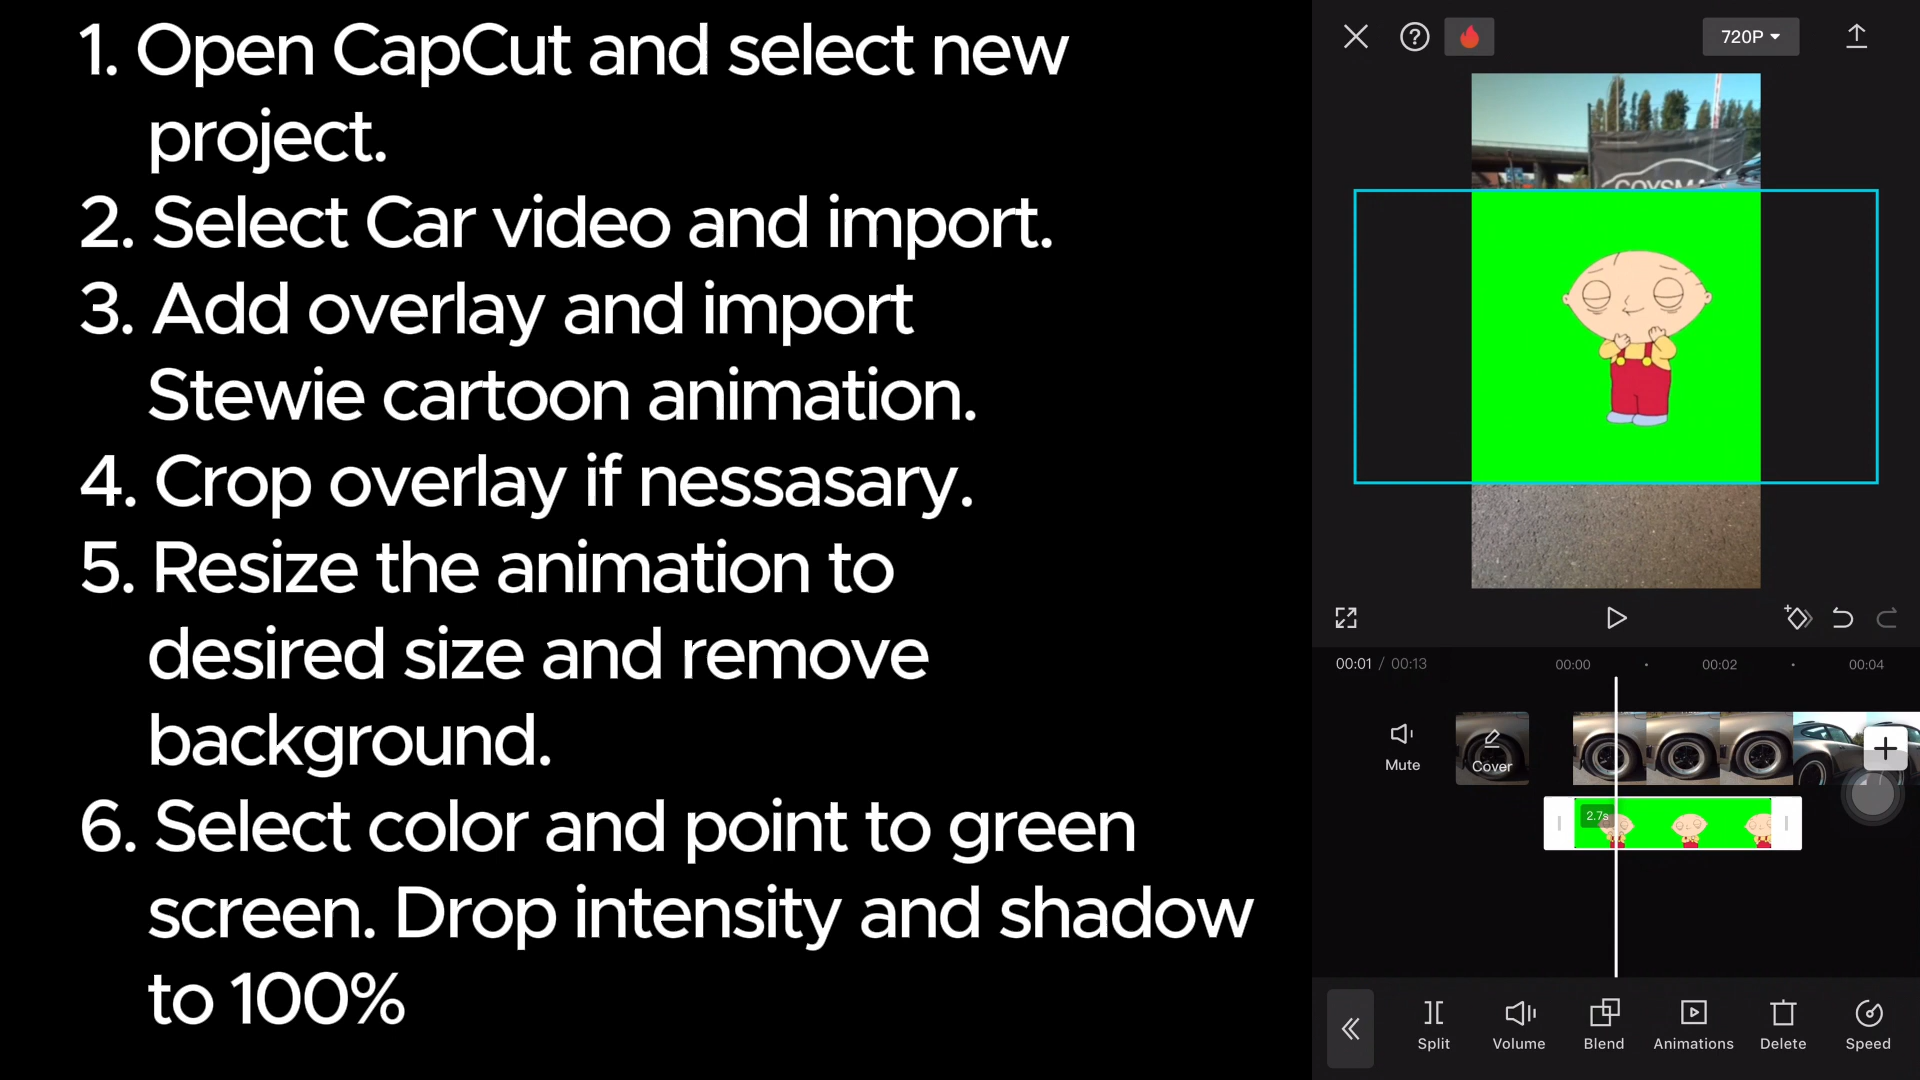 1. Open CapCut and select new
project.
2. Select Car video and import.
3. Add overlay and import
Stewie cartoon animation.
4. Crop overlay if nessasary.
5. Resize the animation to
desired size and remove
background.
6. Select color and point to green
screen. Drop intensity and shadow
to 100%
720P
00:01 / 00:13
00:00
00:02
00:04
Mute
Cover
2.7s
Split
Volume
Blend
Animations
Delete
Speed